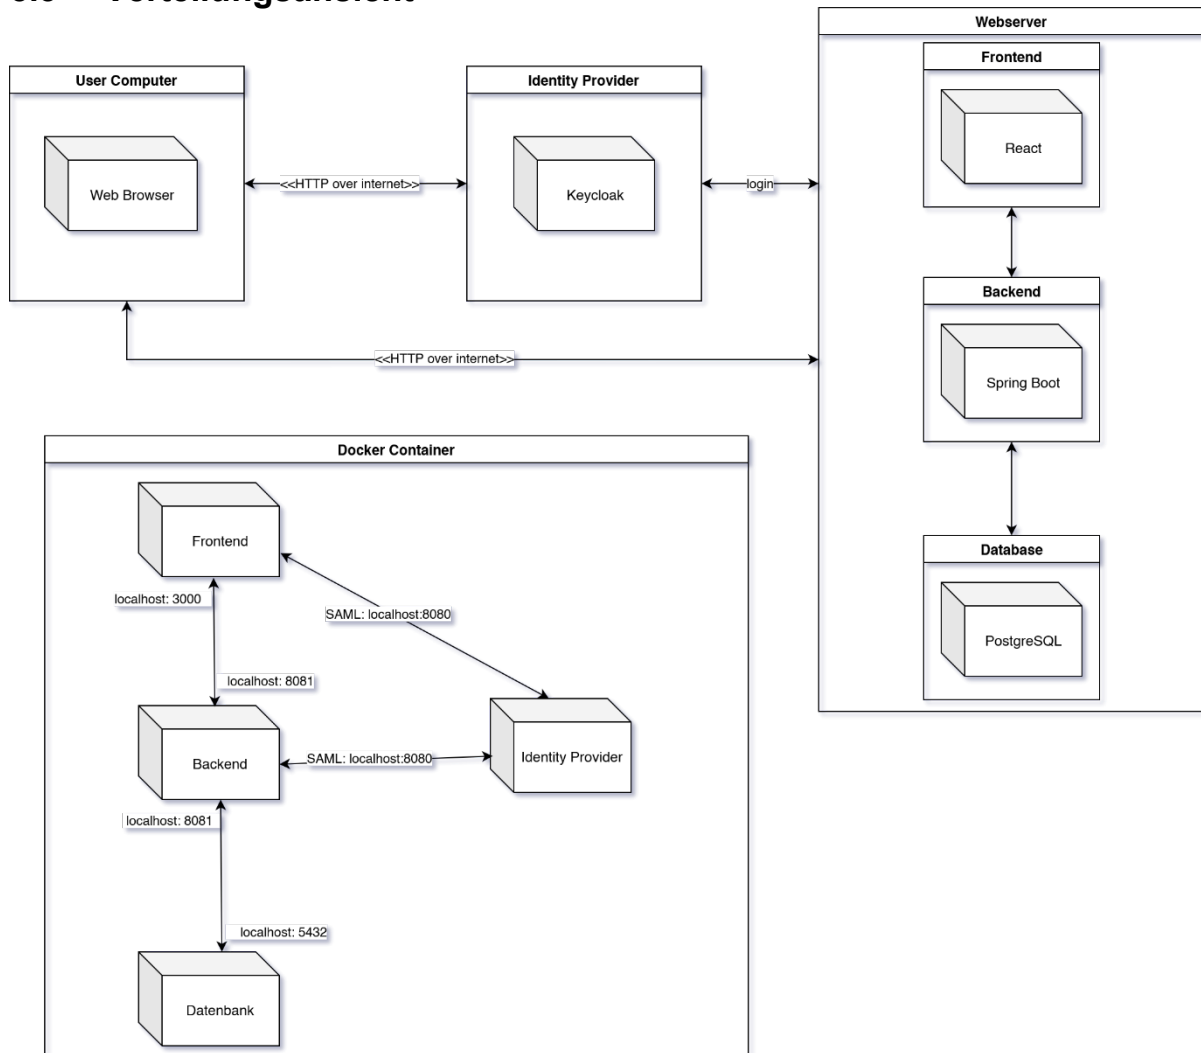 Verteilungsansicht
Webserver
Frontend
React
User Computer
Web Browser
<<HTTP over internet>>
Identity Provider
Keycloak
login
Backend
Spring Boot
<<HTTP over internet>>
Database
PostgreSQL
Docker Container
Frontend
localhost: 3000
SAML: localhost:8080
localhost: 8081
Backend
SAML: localhost:8080
Identity Provider
localhost: 8081
localhost: 5432
Datenbank